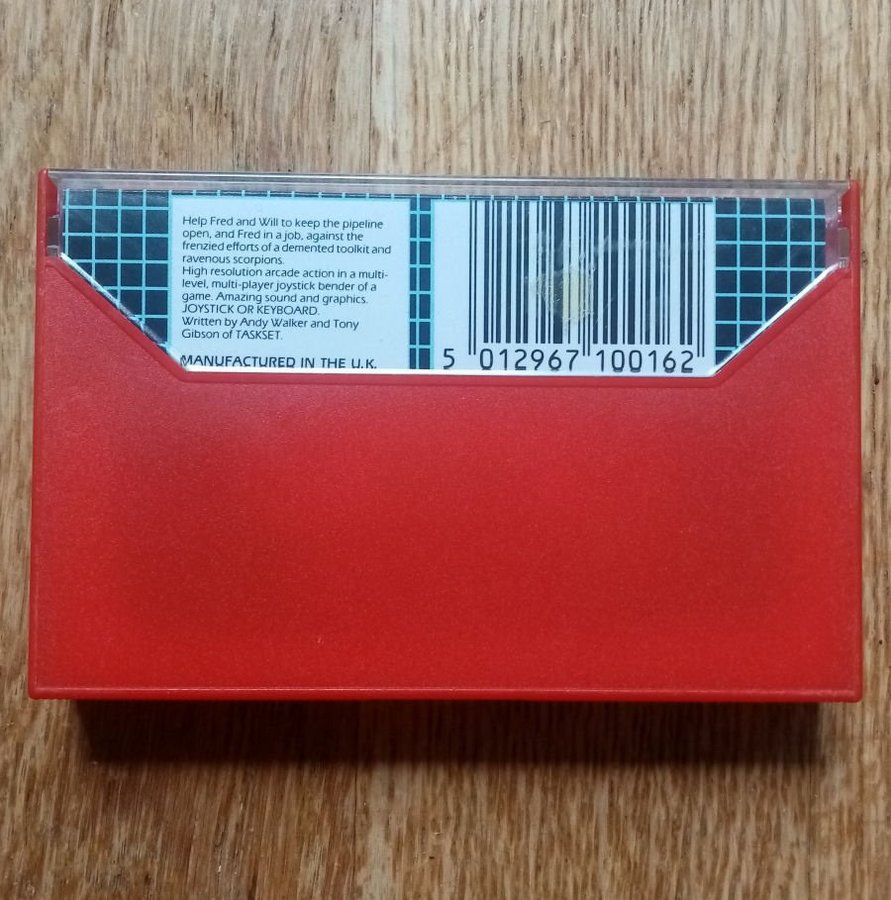 Help Fred and Will to keep the pipeline
open, and Fred in a job, against the
frenzied efforts of a demented toolkit and
ravenous scorpions.
High resolution arcade action in a multi-
level, multi-player joystick bender of a
game. Amazing sound and graphics.
JOYSTICK OR KEYBOARD.
Written by Andy Walker and Tony
Gibson of TASKSET.
MANUFACTURED IN THE U.K.
5 012967 100162